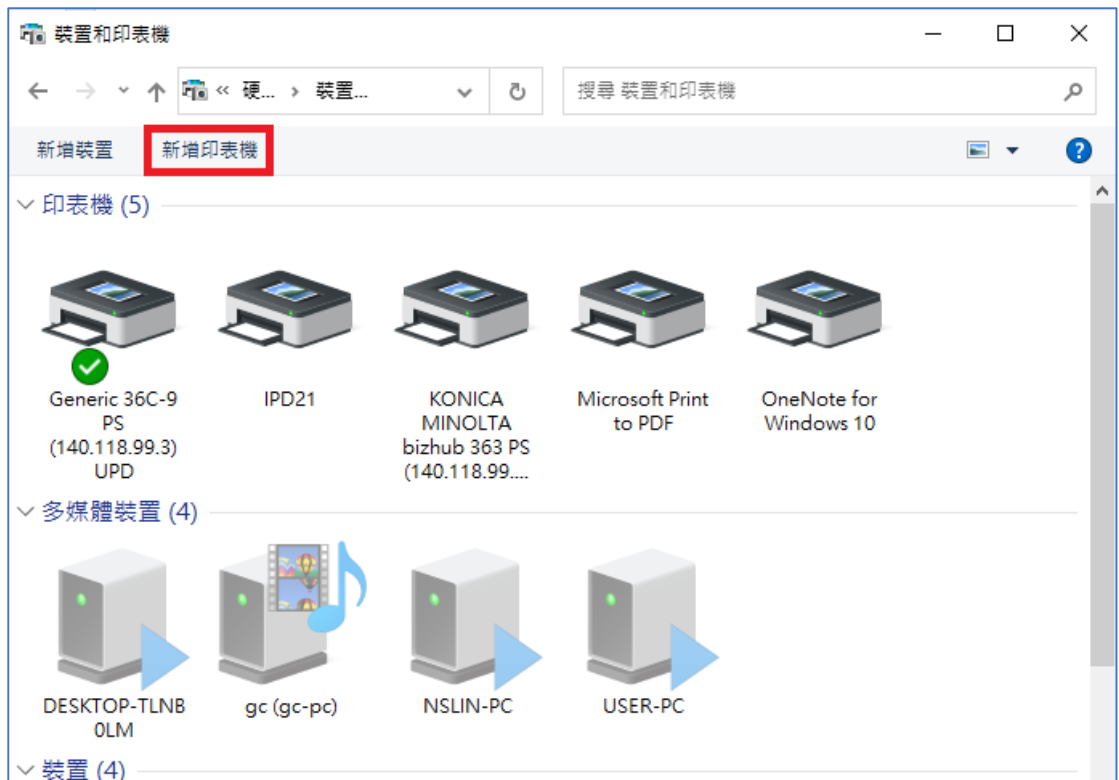 裝置和印表機
« 硬... › 裝置...
搜尋 裝置和印表機
新增裝置 新增印表機
印表機 (5)
Generic 36C-9
PS
(140.118.99.3)
UPD
IPD21
KONICA
MINOLTA
bizhub 363 PS
(140.118.99....
Microsoft Print
to PDF
OneNote for
Windows 10
多媒體裝置 (4)
DESKTOP-TLNB
0LM
gc (gc-pc)
NSLIN-PC
USER-PC
裝置 (4)